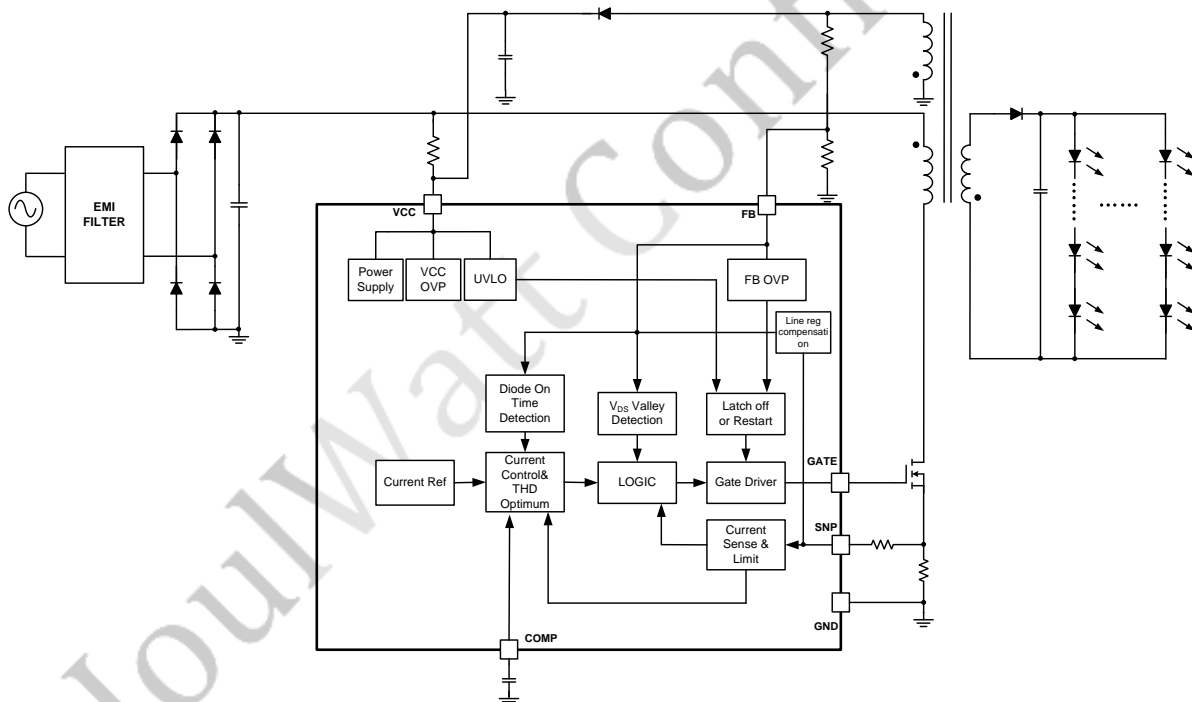 JoulWatt Conf
EMI
FILTER
VCC
FB
Power
Supply
VCC
OVP
UVLO
FB OVP
Line reg
compensati
on
Diode On
Time
Detection
VDS Valley
Detection
Latch off
or Restart
GATE
Current Ref
Current
Control&
THD
Optimum
LOGIC
Gate Driver
SNP
Current
Sense &
Limit
GND
COMP